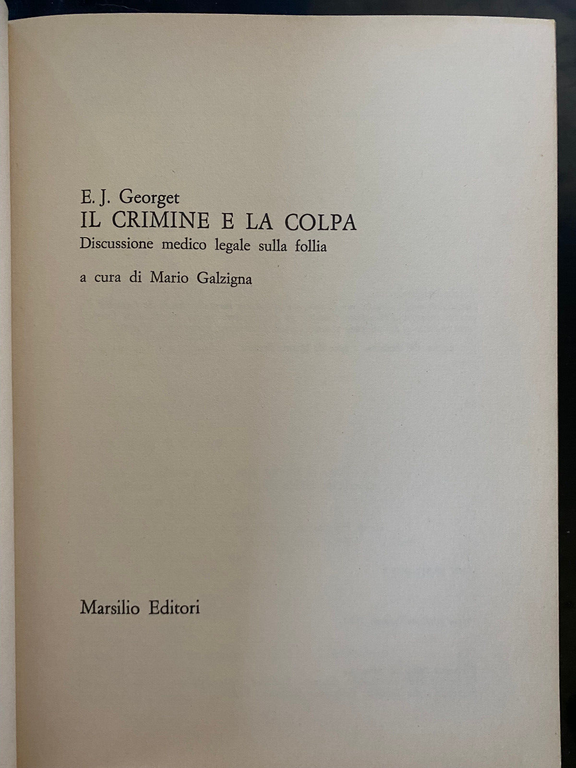 E. J. Georget
IL CRIMINE E LA COLPA
Discussione medico legale sulla follia
a cura di Mario Galzigna
Marsilio Editori